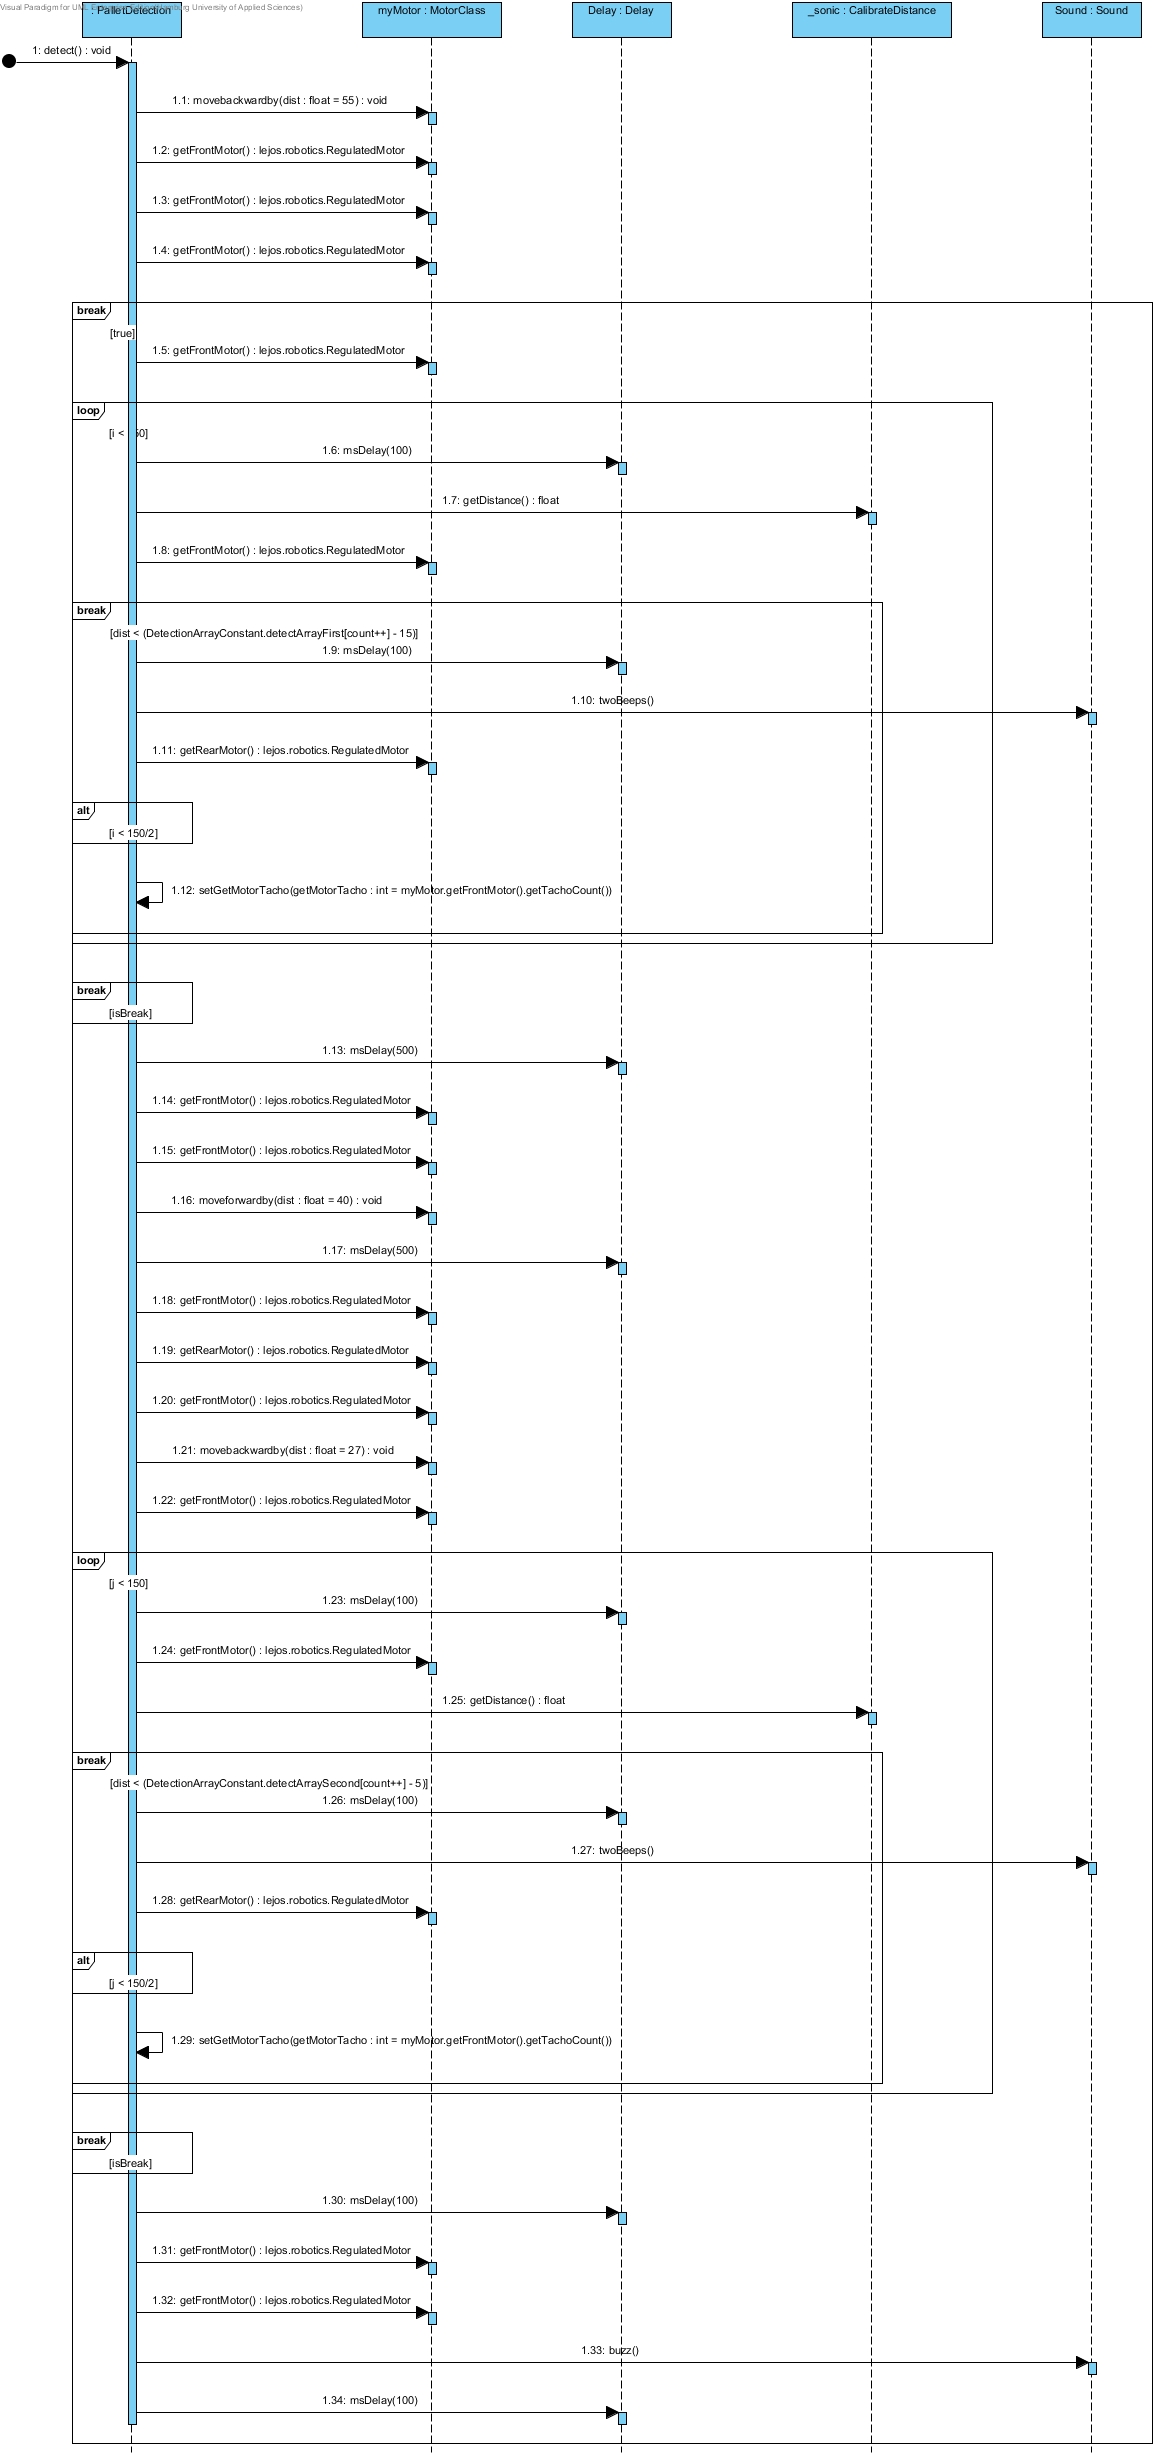 Visual Paradigm for UML
University of Applied Sciences)
: PalletDetection
myMotor : MotorClass
Delay : Delay
_sonic : CalibrateDistance
Sound : Sound
1: detect() : void
1.1: movebackwardby(dist : float = 55) : void
1.2: getFrontMotor() : lejos.robotics.RegulatedMotor
1.3: getFrontMotor() : lejos.robotics.RegulatedMotor
1.4: getFrontMotor() : lejos.robotics.RegulatedMotor
break
[true]
1.5: getFrontMotor() : lejos.robotics.RegulatedMotor
loop
[i < 50]
1.6: msDelay(100)
1.7: getDistance() : float
1.8: getFrontMotor() : lejos.robotics.RegulatedMotor
break
[dist < (DetectionArrayConstant.detectArrayFirst[count++] - 15)]
1.9: msDelay(100)
1.10: twoBeeps()
1.11: getRearMotor() : lejos.robotics.RegulatedMotor
alt
[i < 150/2]
1.12: setGetMotorTacho(getMotorTacho : int = myMotor.getFrontMotor().getTachoCount())
break
[isBreak]
1.13: msDelay(500)
1.14: getFrontMotor() : lejos.robotics.RegulatedMotor
1.15: getFrontMotor() : lejos.robotics.RegulatedMotor
1.16: moveforwardby(dist : float = 40) : void
1.17: msDelay(500)
1.18: getFrontMotor() : lejos.robotics.RegulatedMotor
1.19: getRearMotor() : lejos.robotics.RegulatedMotor
1.20: getFrontMotor() : lejos.robotics.RegulatedMotor
1.21: movebackwardby(dist : float = 27) : void
1.22: getFrontMotor() : lejos.robotics.RegulatedMotor
loop
[j < 150]
1.23: msDelay(100)
1.24: getFrontMotor() : lejos.robotics.RegulatedMotor
1.25: getDistance() : float
break
[dist < (DetectionArrayConstant.detectArraySecond[count++] - 5)]
1.26: msDelay(100)
1.27: twoBeeps()
1.28: getRearMotor() : lejos.robotics.RegulatedMotor
alt
[j < 150/2]
1.29: setGetMotorTacho(getMotorTacho : int = myMotor.getFrontMotor().getTachoCount())
break
[isBreak]
1.30: msDelay(100)
1.31: getFrontMotor() : lejos.robotics.RegulatedMotor
1.32: getFrontMotor() : lejos.robotics.RegulatedMotor
1.33: buzz()
1.34: msDelay(100)